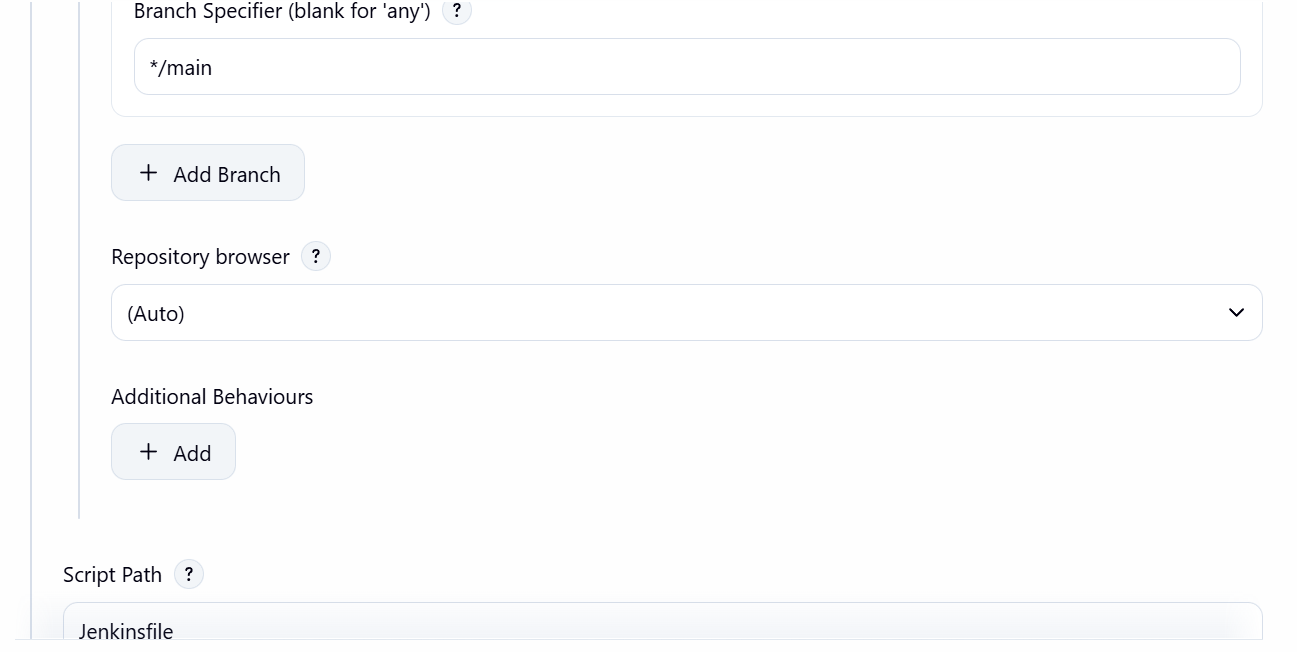 Branch Specifier (blank for 'any') ?
*/main
+ Add Branch
Repository browser ?
(Auto)
Additional Behaviours
+ Add
Script Path ?
Jenkinsfile